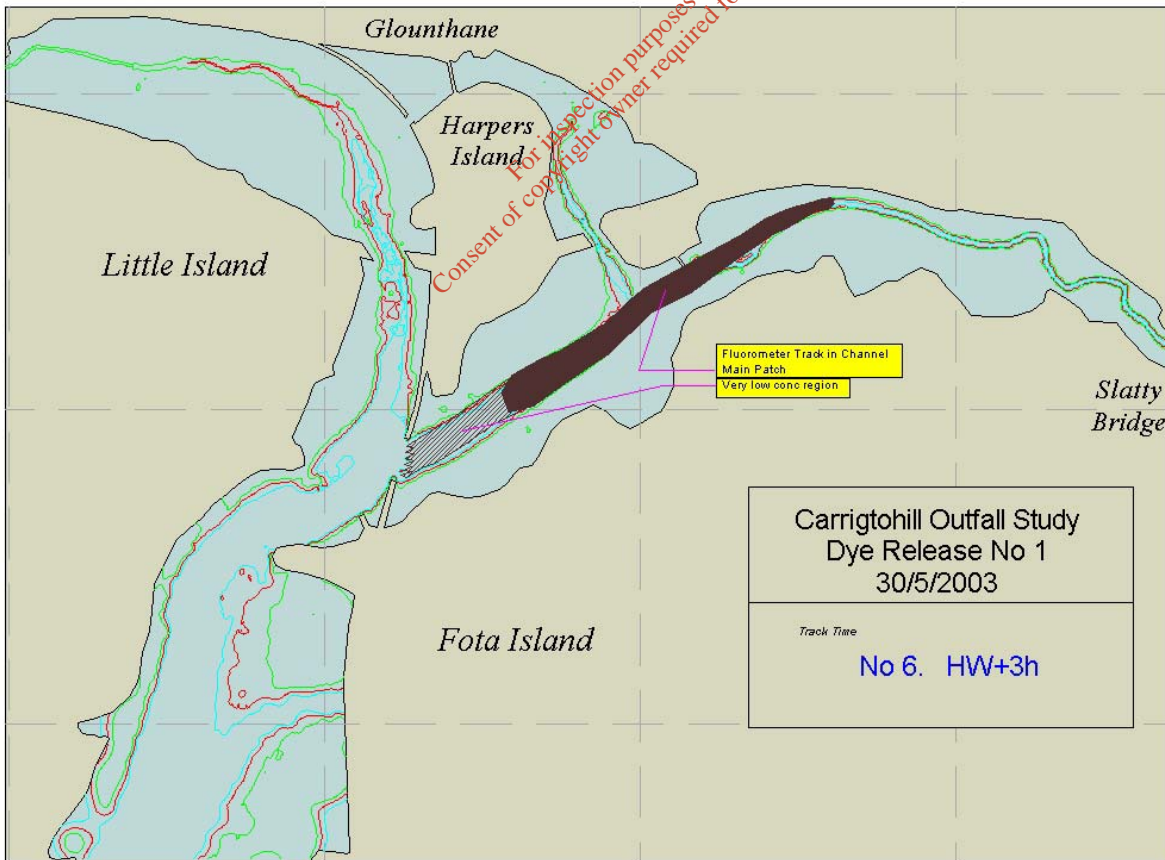 Glounthane
For inspection purposes
Consent of copyright owner required fo
Harpers
Island
Little Island
Fluorometer Track in Channel
Main Patch
Very low conc region
Slatty
Bridge
Carrigtohill Outfall Study
Dye Release No 1
30/5/2003
Fota Island
Track Time
No 6. HW+3h